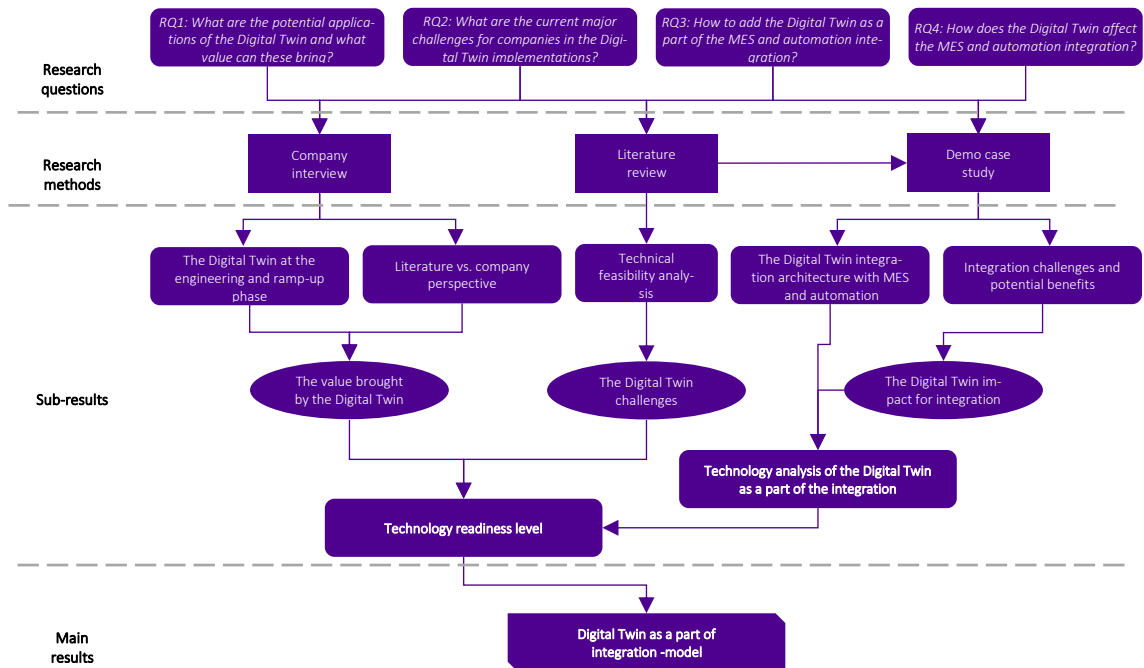 RQ1: What are the potential applica-
tions of the Digital Twin and what
value can these bring?
RQ2: What are the current major
challenges for companies in the Digi-
tal Twin implementations?
RQ3: How to add the Digital Twin as a
part of the MES and automation inte-
gration?
RQ4: How does the Digital Twin affect
the MES and automation integration?
Research
questions
Research
methods
Company
interview
Literature
review
Demo case
study
The Digital Twin at the
engineering and ramp-up
phase
Literature vs. company
perspective
Technical
feasibility analy-
sis
The Digital Twin integra-
tion architecture with MES
and automation
Integration challenges and
potential benefits
Sub-results
The value brought
by the Digital Twin
The Digital Twin
challenges
The Digital Twin im-
pact for integration
Technology analysis of the Digital Twin
as a part of the integration
Technology readiness level
Main
results
Digital Twin as a part of
integration -model